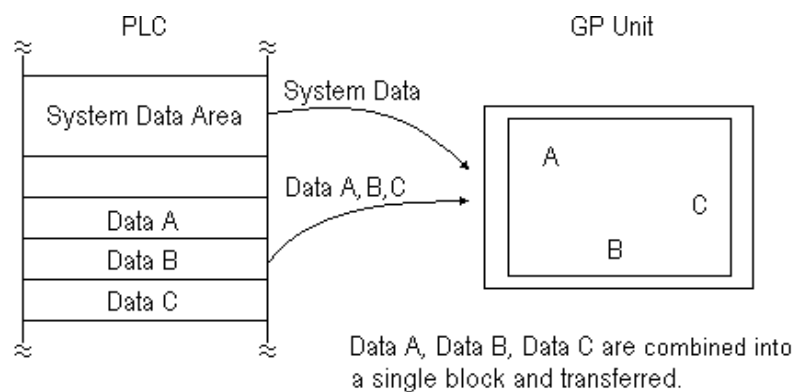 PLC
GP Unit
System Data Area
System Data
Data A, B, C
Data A
Data B
Data C
A
C
B
Data A, Data B, Data C are combined into
a single block and transferred.